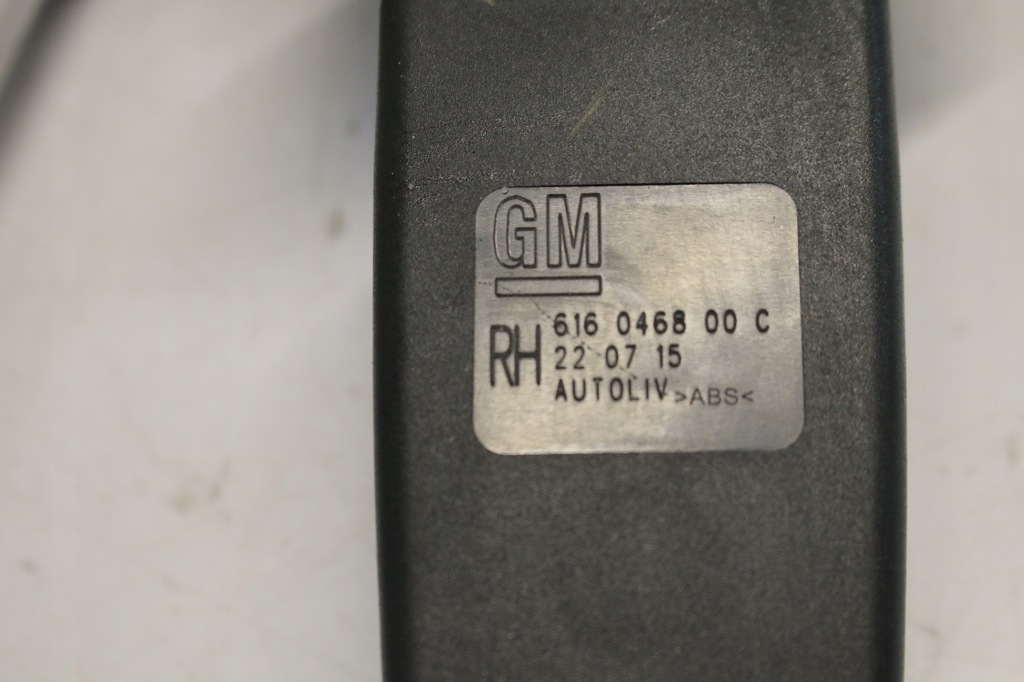 GM
RH
616 0468 00 C
22 07 15
AUTOLIV >ABS<